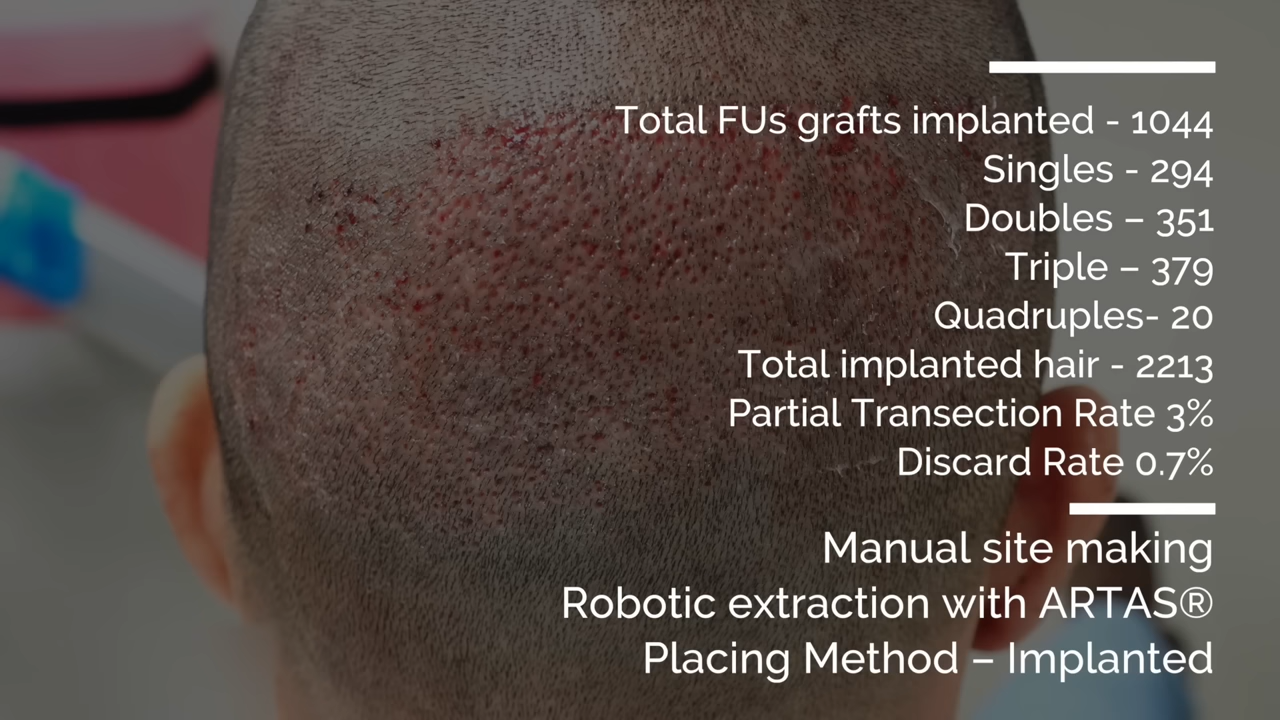 Total FUs grafts implanted - 1044
Singles - 294
Doubles – 351
Triple – 379
Quadruples- 20
Total implanted hair - 2213
Partial Transection Rate 3%
Discard Rate 0.7%
Manual site making
Robotic extraction with ARTAS®
Placing Method – Implanted